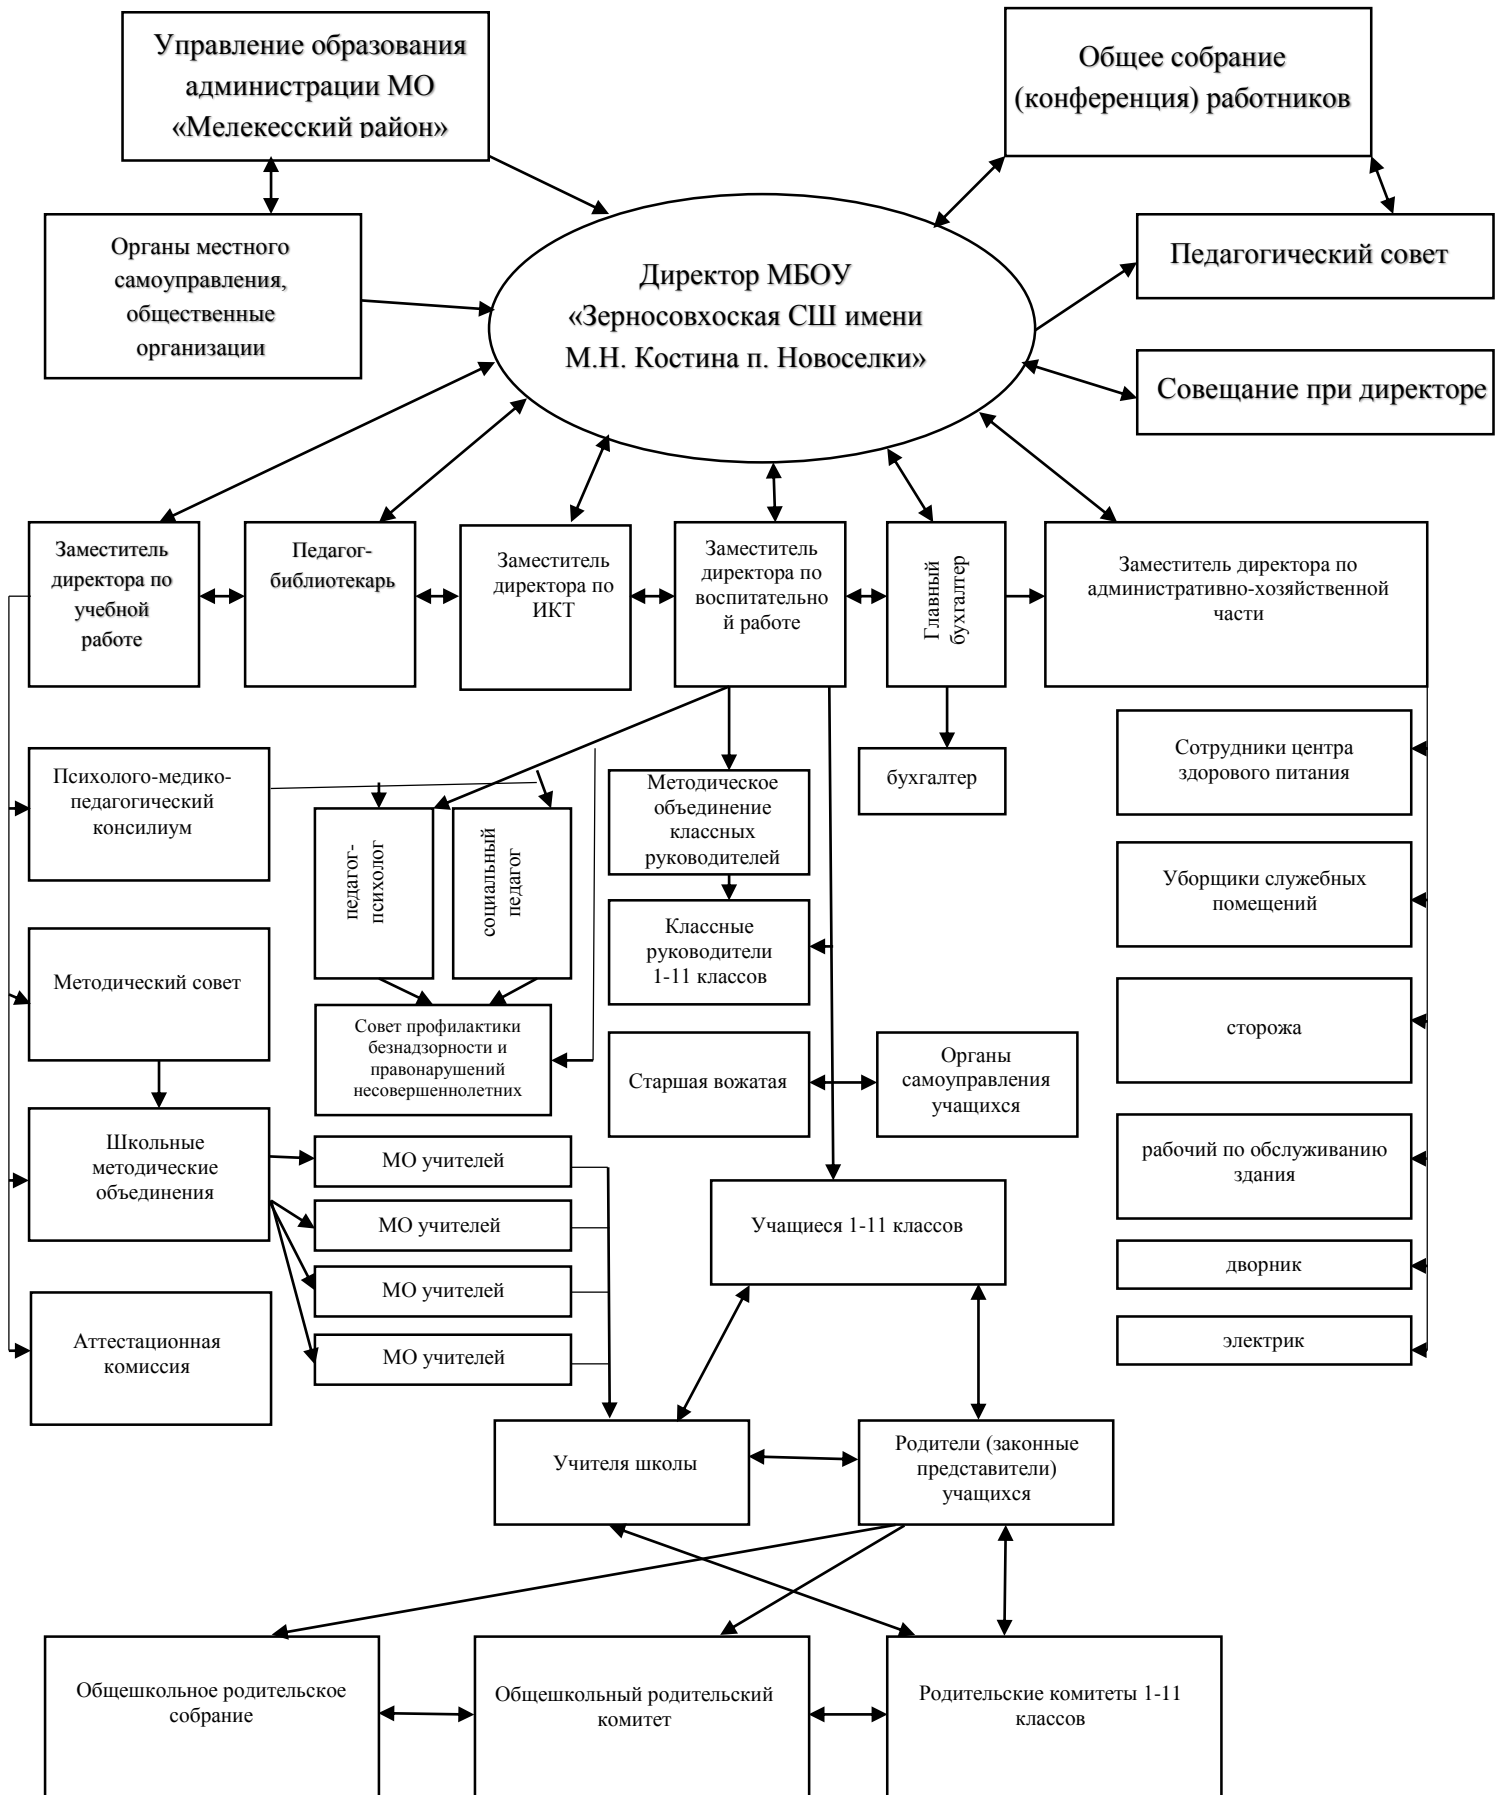 Управление образования
администрации МО
«Мелекесский район»
Общее собрание
(конференция) работников
Органы местного
самоуправления,
общественные
организации
Директор МБОУ
«Зерносовхоская СШ имени
М.Н. Костина п. Новоселки»
Педагогический совет
Совещание при директоре
Заместитель
директора по
учебной
работе
Педагог-
библиотекарь
Заместитель
директора по
ИКТ
Заместитель
директора по
воспитательно
й работе
Главный
бухгалтер
Заместитель директора по
административно-хозяйственной
части
Психолого-медико-
педагогический
консилиум
педагог-
психолог
социальный
педагог
Методическое
объединение
классных
руководителей
бухгалтер
Сотрудники центра
здорового питания
Уборщики служебных
помещений
Методический совет
Классные
руководители
1-11 классов
Совет профилактики
безнадзорности и
правонарушений
несовершеннолетних
Старшая вожатая
Органы
самоуправления
учащихся
сторожа
Школьные
методические
объединения
МО учителей
МО учителей
МО учителей
МО учителей
Учащиеся 1-11 классов
рабочий по обслуживанию
здания
дворник
электрик
Аттестационная
комиссия
Учителя школы
Родители (законные
представители)
учащихся
Общешкольное родительское
собрание
Общешкольный родительский
комитет
Родительские комитеты 1-11
классов